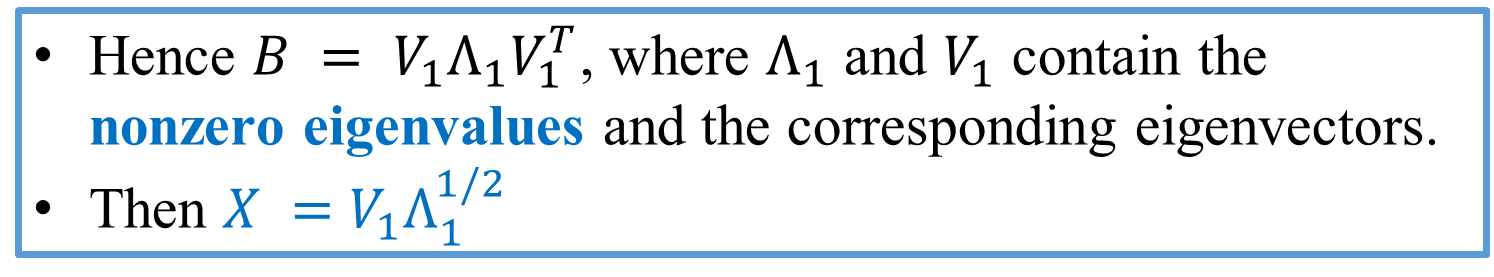 • Hence 𝐵 = 𝑉₁Λ₁𝑉₁ᵀ, where Λ₁ and 𝑉₁ contain the
nonzero eigenvalues and the corresponding eigenvectors.
• Then 𝑋 = 𝑉₁Λ₁^{1/2}